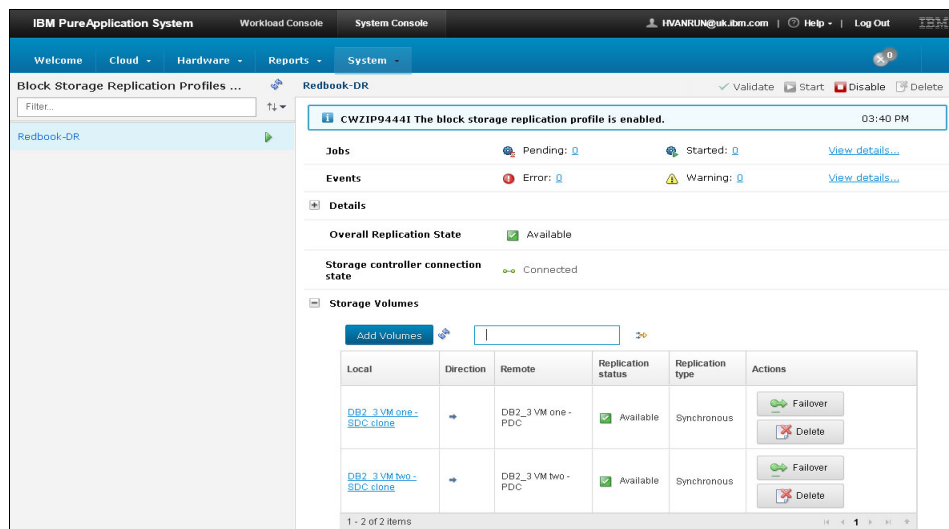 IBM PureApplication System Workload Console System Console HVANRUN@uk.ibm.com | Help | Log Out IBM
Welcome Cloud Hardware Reports System 0
Block Storage Replication Profiles ...
Filter...
Redbook-DR
Redbook-DR Validate Start Disable Delete
CWZIP9444I The block storage replication profile is enabled. 03:40 PM
Jobs Pending: 0 Started: 0 View details...
Events Error: 0 Warning: 0 View details...
Details
Overall Replication State Available
Storage controller connection
state
Connected
Storage Volumes
Add Volumes
Local Direction Remote Replication
status Replication
type Actions
DB2_3 VM one -
SDC clone
DB2_3 VM one -
PDC
Available Synchronous
Failover
Delete
DB2_3 VM two -
SDC clone
DB2_3 VM two -
PDC
Available Synchronous
Failover
Delete
1 - 2 of 2 items 1